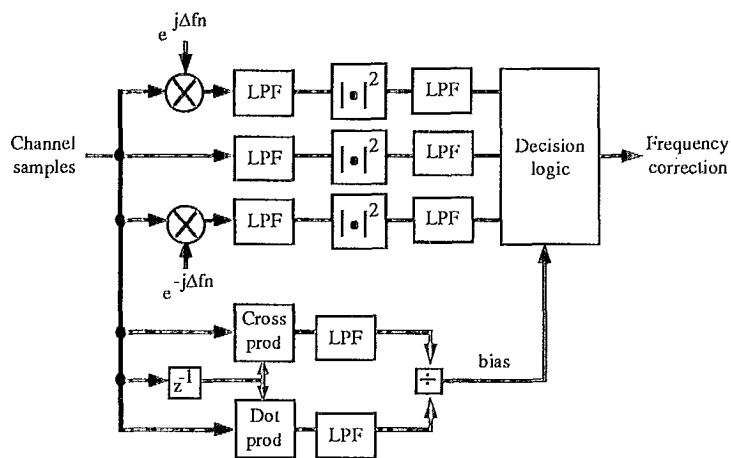 e^jΔfn
LPF
|•|²
LPF
Channel
samples
LPF
|•|²
LPF
Decision
logic
Frequency
correction
LPF
|•|²
LPF
e^-jΔfn
Cross
prod
LPF
z^-1
÷
bias
Dot
prod
LPF